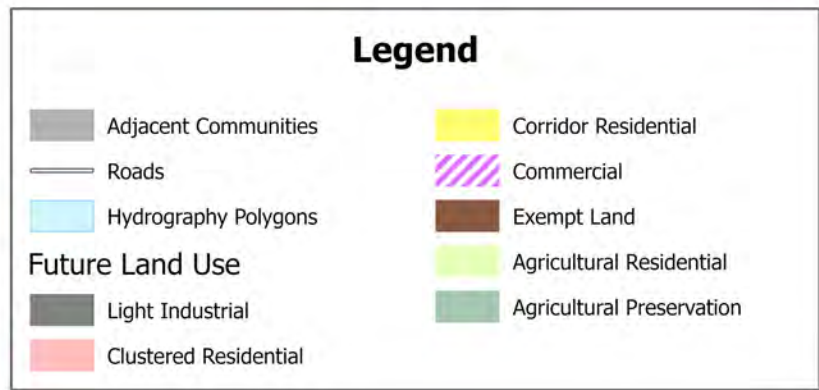 Legend
Adjacent Communities
Roads
Hydrography Polygons
Future Land Use
Light Industrial
Clustered Residential
Corridor Residential
Commercial
Exempt Land
Agricultural Residential
Agricultural Preservation